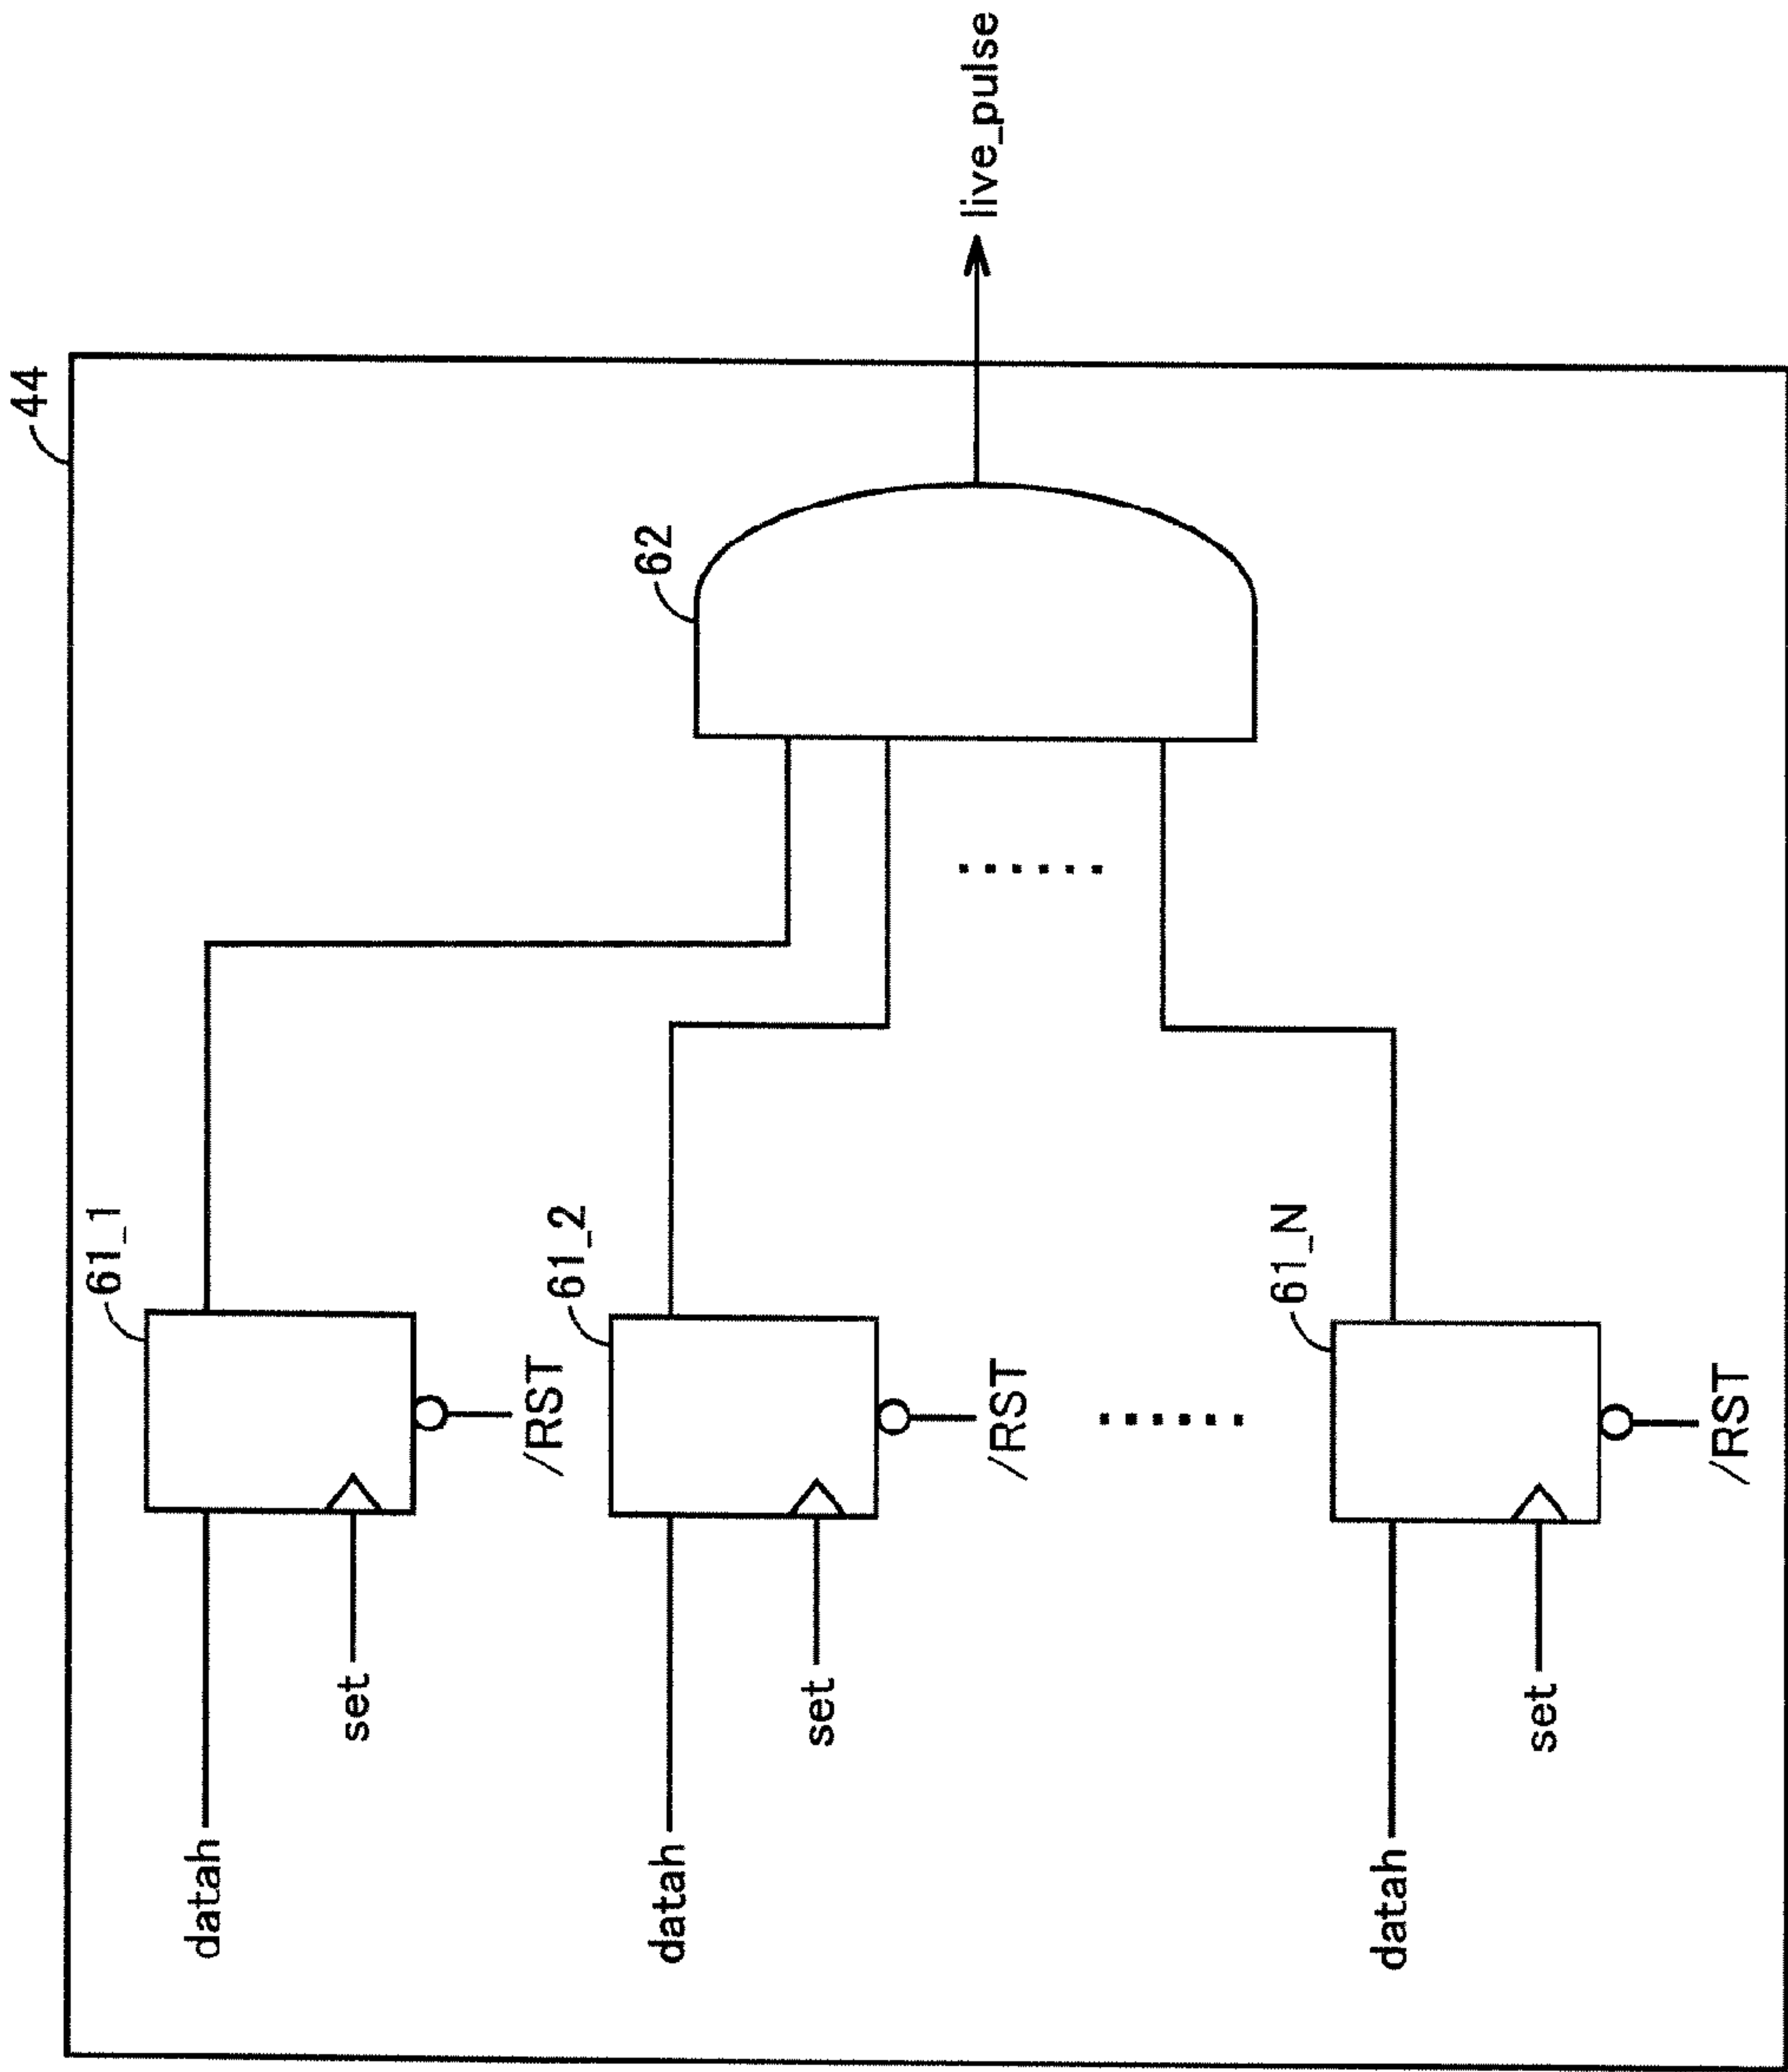 44
61_1
datah
set
/RST
61_2
datah
set
/RST
62
live_pulse
61_N
datah
set
/RST